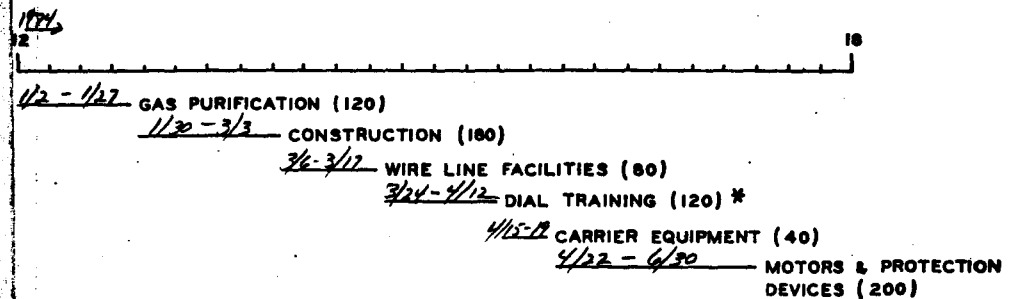 1974
12 18
1/2 - 1/27 GAS PURIFICATION (120)
1/30 - 3/3 CONSTRUCTION (180)
3/6 - 3/17 WIRE LINE FACILITIES (80)
3/24 - 4/12 DIAL TRAINING (120) *
4/15-19 CARRIER EQUIPMENT (40)
4/22 - 6/30 MOTORS & PROTECTION
DEVICES (200)